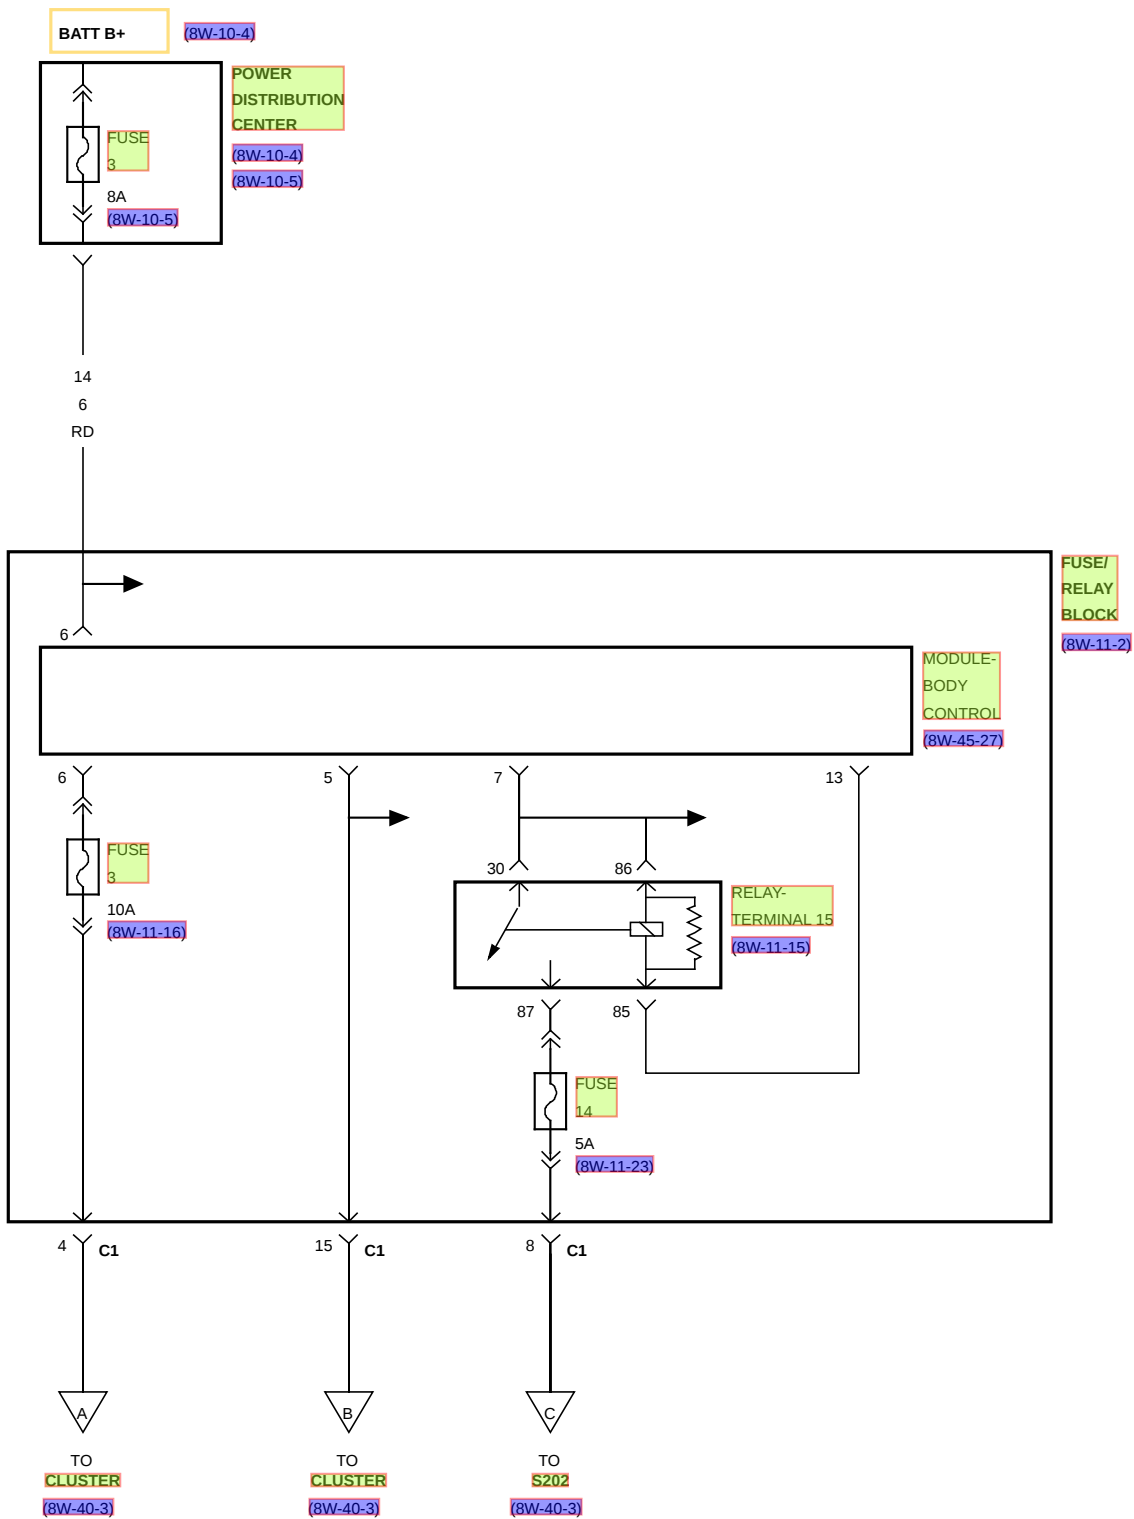 BATT B+
(8W-10-4)
POWER
DISTRIBUTION
CENTER
(8W-10-4)
(8W-10-5)
FUSE
3
8A
(8W-10-5)
14
6
RD
FUSE/
RELAY
BLOCK
(8W-11-2)
6
MODULE-
BODY
CONTROL
(8W-45-27)
6
5
7
13
FUSE
3
10A
(8W-11-16)
30
86
RELAY-
TERMINAL 15
(8W-11-15)
87
85
FUSE
14
5A
(8W-11-23)
4 C1
15 C1
8 C1
A
B
C
TO
CLUSTER
(8W-40-3)
TO
CLUSTER
(8W-40-3)
TO
S202
(8W-40-3)